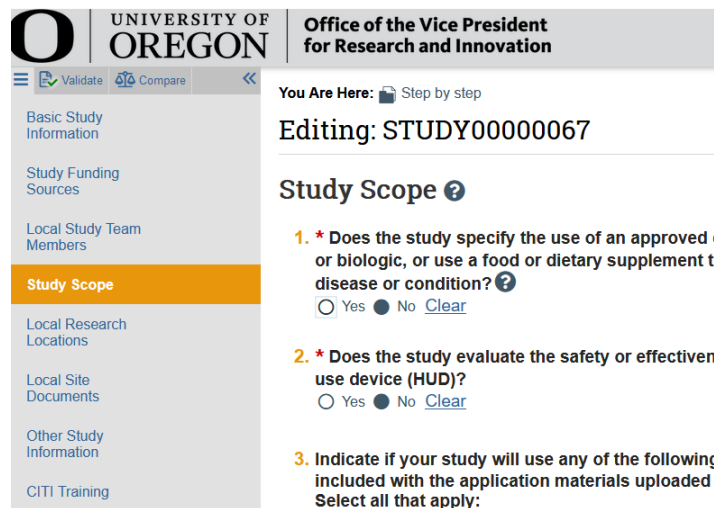 UNIVERSITY OF
OREGON
Office of the Vice President
for Research and Innovation
Validate
Compare
Basic Study
Information
Study Funding
Sources
Local Study Team
Members
Study Scope
Local Research
Locations
Local Site
Documents
Other Study
Information
CITI Training
You Are Here: Step by step
Editing: STUDY00000067
Study Scope ?
1. * Does the study specify the use of an approved
or biologic, or use a food or dietary supplement
disease or condition? ?
Yes No Clear
2. * Does the study evaluate the safety or
use device (HUD)?
Yes No Clear
3. Indicate if your study will use any of the following
included with the application materials uploaded
Select all that apply: